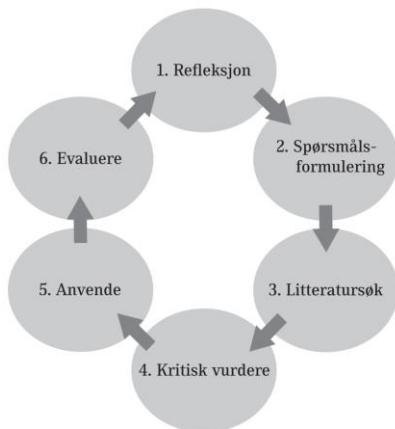 1. Refleksjon
2. Spørsmåls-
formulering
3. Litteratursøk
4. Kritisk vurdere
5. Anvende
6. Evaluere